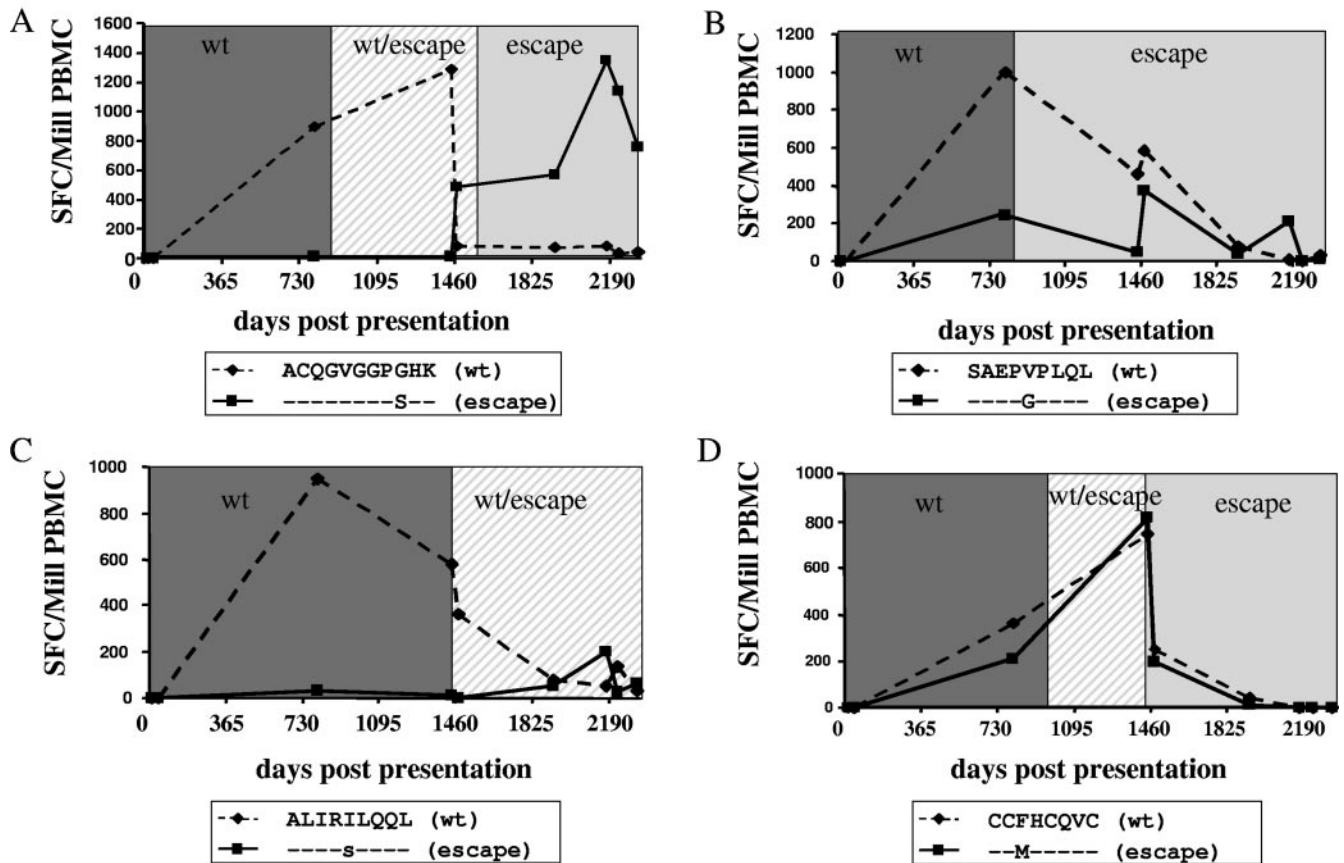 A
SFC/Mill PBMC
1600
1400
1200
1000
800
600
400
200
0
wt
wt/escape
escape
0 365 730 1095 1460 1825 2190
days post presentation
ACQGVGGPGHK (wt)
---------S-- (escape)
B
SFC/Mill PBMC
1200
1000
800
600
400
200
0
wt
escape
0 365 730 1095 1460 1825 2190
days post presentation
SAEPVPLQL (wt)
----G----- (escape)
C
SFC/Mill PBMC
1000
800
600
400
200
0
wt
wt/escape
0 365 730 1095 1460 1825 2190
days post presentation
ALIRILQQL (wt)
----s---- (escape)
D
SFC/Mill PBMC
1000
800
600
400
200
0
wt
wt/escape
escape
0 365 730 1095 1460 1825 2190
days post presentation
CCFHCQVC (wt)
--M------ (escape)